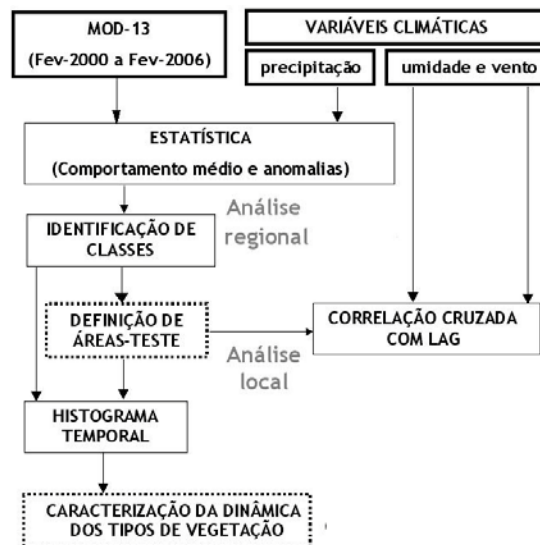 MOD-13
(Fev-2000 a Fev-2006)
VARIÁVEIS CLIMÁTICAS
precipitação
umidade e vento
ESTATÍSTICA
(Comportamento médio e anomalias)
Análise
regional
IDENTIFICAÇÃO DE
CLASSES
DEFINIÇÃO DE
ÁREAS-TESTE
CORRELAÇÃO CRUZADA
COM LAG
Análise
local
HISTOGRAMA
TEMPORAL
CARACTERIZAÇÃO DA DINÂMICA
DOS TIPOS DE VEGETAÇÃO